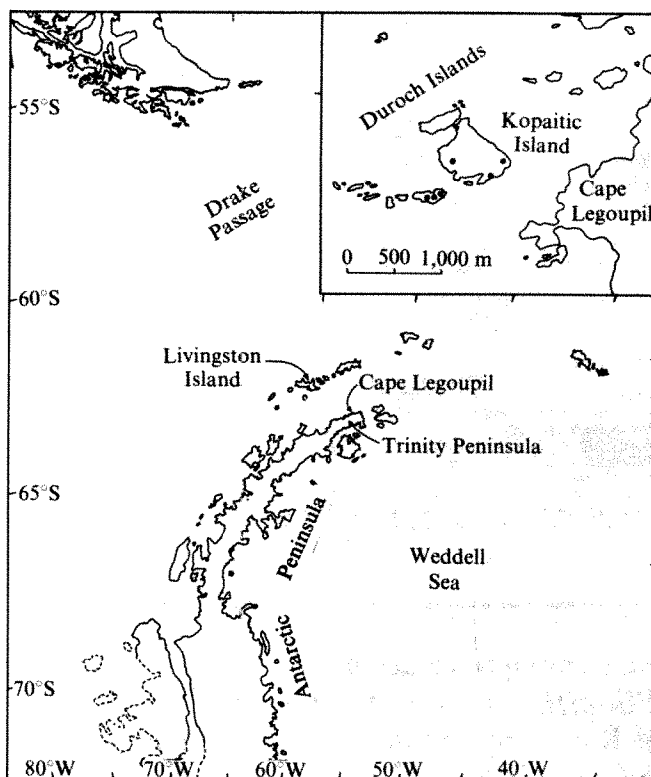 55°S
60°S
65°S
70°S
80°W
70°W
60°W
50°W
40°W
Drake
Passage
Livingston
Island
Cape Legoupil
Trinity Peninsula
Peninsula
Antarctic
Weddell
Sea
Duroch Islands
Kopaitic
Island
Cape
Legoupil
0 500 1,000 m